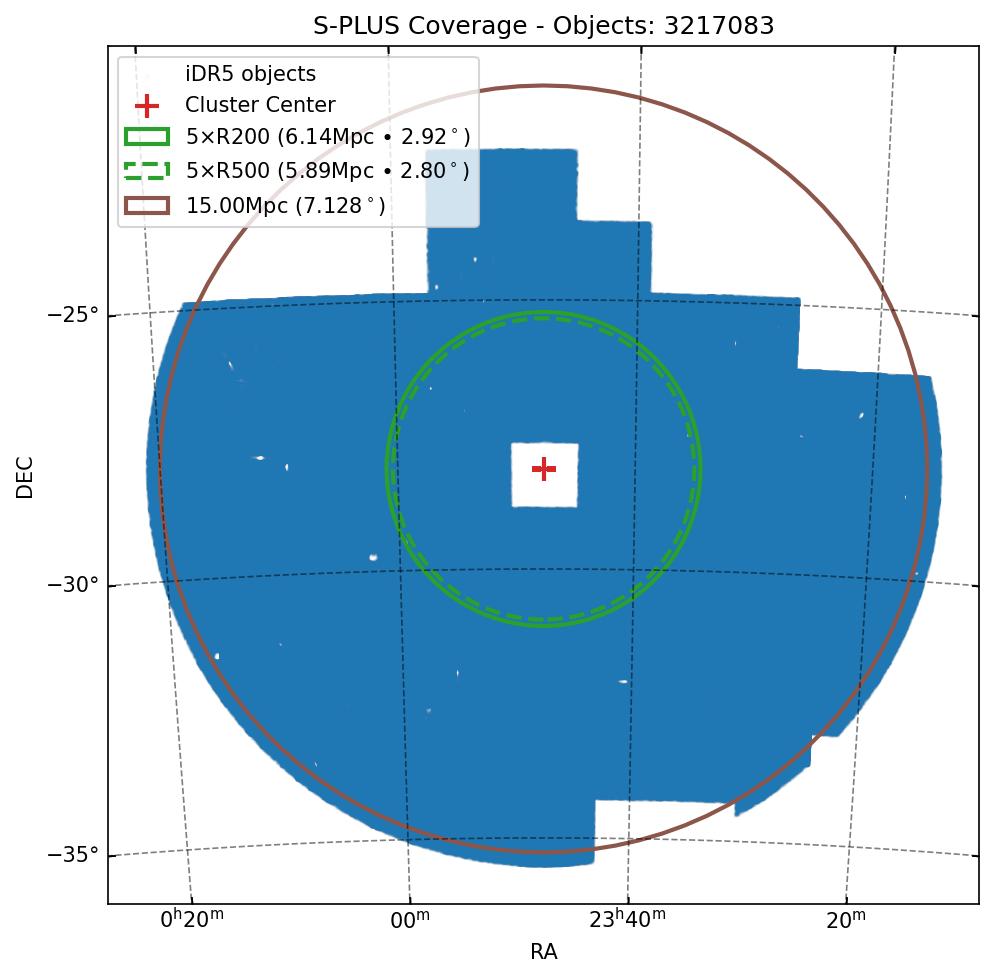 S-PLUS Coverage - Objects: 3217083
iDR5 objects
Cluster Center
5×R200 (6.14Mpc • 2.92°)
5×R500 (5.89Mpc • 2.80°)
15.00Mpc (7.128°)
−25°
−30°
−35°
DEC
0h20m
00m
23h40m
20m
RA